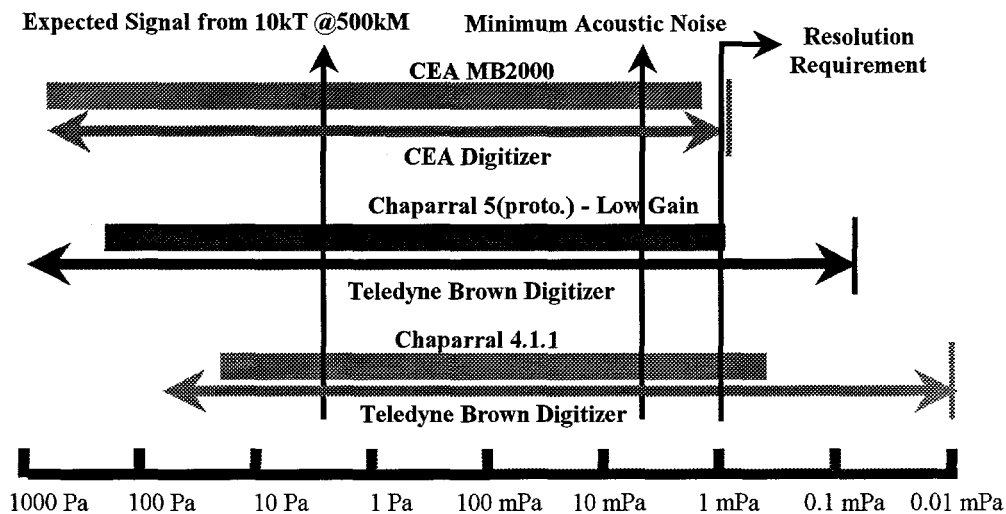 Expected Signal from 10kT @500kM
Minimum Acoustic Noise
Resolution
Requirement
CEA MB2000
CEA Digitizer
Chaparral 5(proto.) - Low Gain
Teledyne Brown Digitizer
Chaparral 4.1.1
Teledyne Brown Digitizer
1000 Pa 100 Pa 10 Pa 1 Pa 100 mPa 10 mPa 1 mPa 0.1 mPa 0.01 mPa